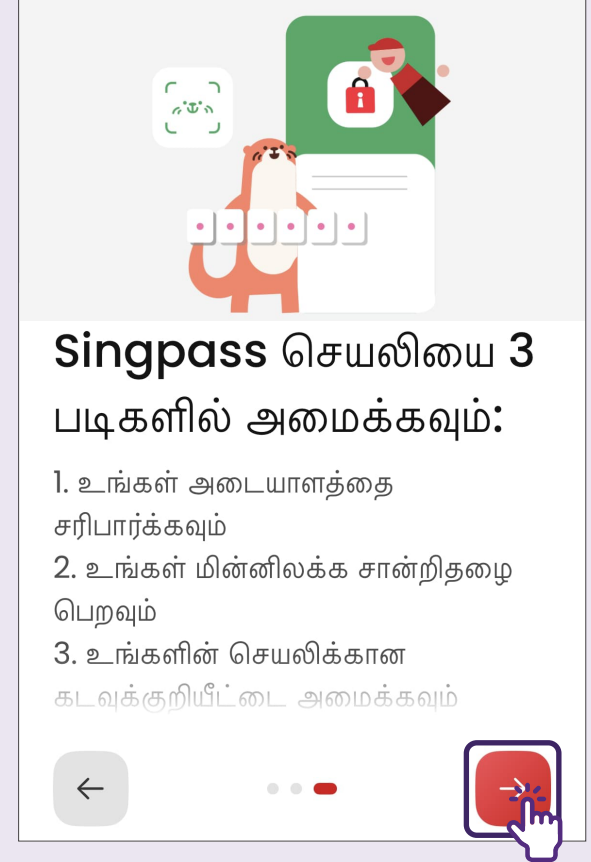 Singpass செயலியை 3
படிகளில் அமைக்கவும்:
1. உங்கள் அடையாளத்தை
சரிபார்க்கவும்
2. உங்கள் மின்னிலக்க சான்றிதழை
பெறவும்
3. உங்களின் செயலிக்கான
கடவுக்குறியீட்டை அமைக்கவும்